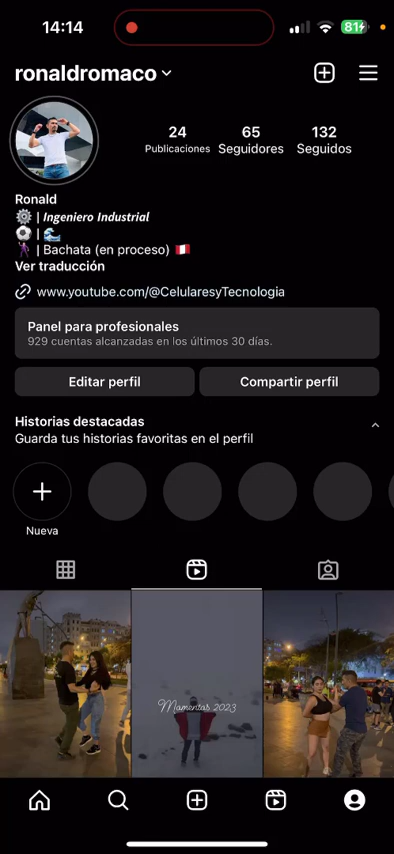 14:14
81
ronaldromaco
24 65 132
Publicaciones Seguidores Seguidos
Ronald
⚙️ | Ingeniero Industrial
⚽ | 🌊
🕺 | Bachata (en proceso) 🇵🇪
Ver traducción
www.youtube.com/@CelularesyTecnologia
Panel para profesionales
929 cuentas alcanzadas en los últimos 30 días.
Editar perfil Compartir perfil
Historias destacadas
Guarda tus historias favoritas en el perfil
Nueva
Momentos 2023